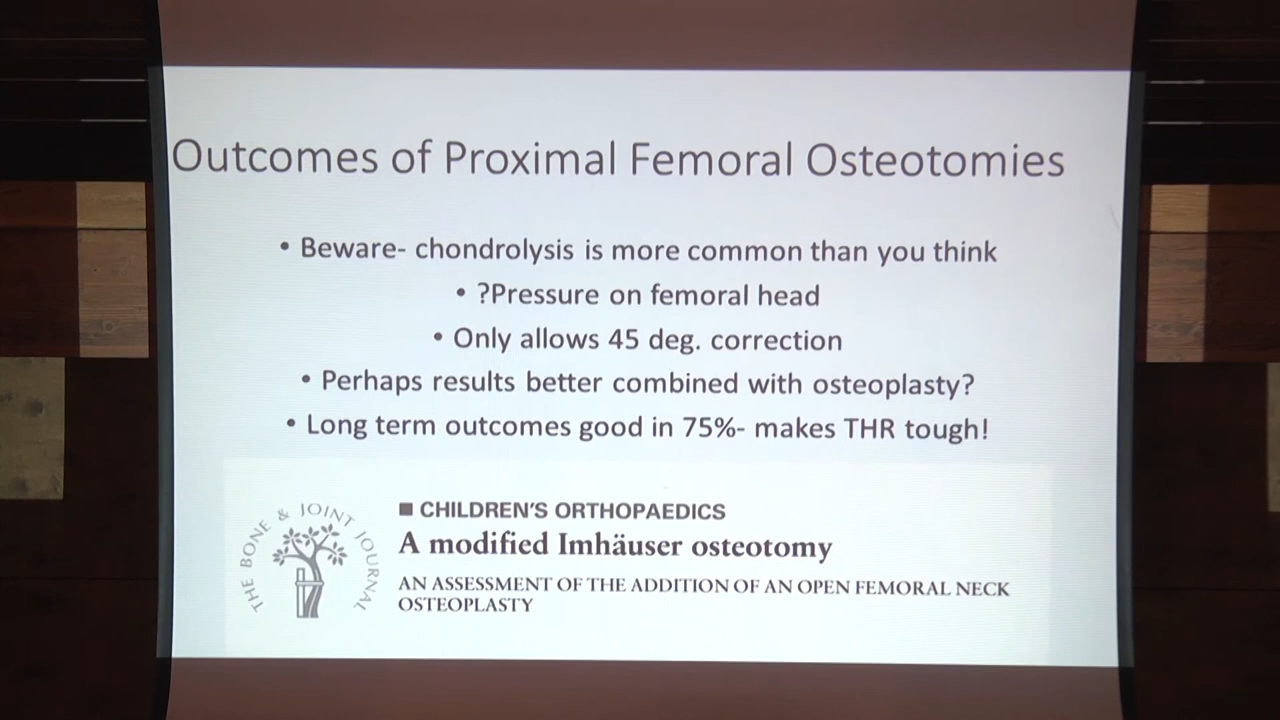 Outcomes of Proximal Femoral Osteotomies
• Beware- chondrolysis is more common than you think
• ?Pressure on femoral head
• Only allows 45 deg. correction
• Perhaps results better combined with osteoplasty?
• Long term outcomes good in 75%- makes THR tough!
THE BONE & JOINT JOURNAL
■ CHILDREN'S ORTHOPAEDICS
A modified Imhäuser osteotomy
AN ASSESSMENT OF THE ADDITION OF AN OPEN FEMORAL NECK
OSTEOPLASTY